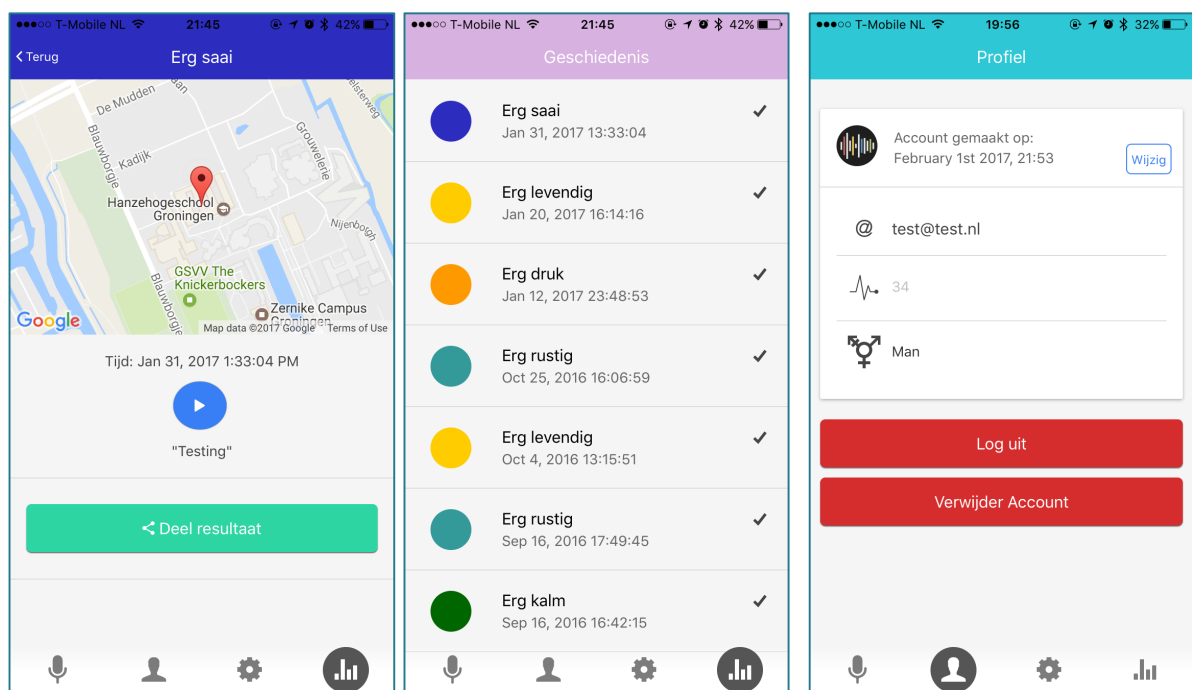 T-Mobile NL 21:45 42%
Terug Erg saai
De Mudden
Blauwborgje
Kadijk
Grouwelerie
Hanzehogeschool
Groningen
Nijenborgh
GSVV The
Knickerbockers
Blauwborgje
Zernike Campus
Groningen
Google
Map data ©2017 Google Terms of Use
Tijd: Jan 31, 2017 1:33:04 PM
"Testing"
Deel resultaat
T-Mobile NL 21:45 42%
Geschiedenis
Erg saai
Jan 31, 2017 13:33:04
Erg levendig
Jan 20, 2017 16:14:16
Erg druk
Jan 12, 2017 23:48:53
Erg rustig
Oct 25, 2016 16:06:59
Erg levendig
Oct 4, 2016 13:15:51
Erg rustig
Sep 16, 2016 17:49:45
Erg kalm
Sep 16, 2016 16:42:15
T-Mobile NL 19:56 32%
Profiel
Account gemaakt op:
February 1st 2017, 21:53
Wijzig
@ test@test.nl
34
Man
Log uit
Verwijder Account